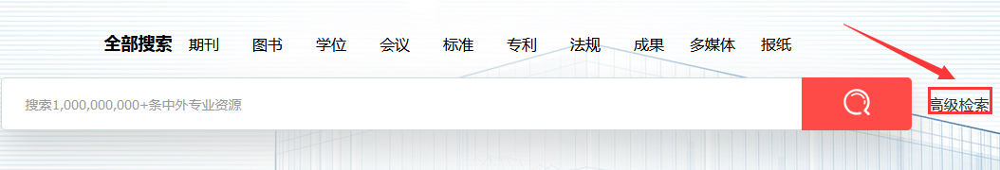 全部搜索 期刊 图书 学位 会议 标准 专利 法规 成果 多媒体 报纸
搜索1,000,000,000+条中外专业资源
高级检索